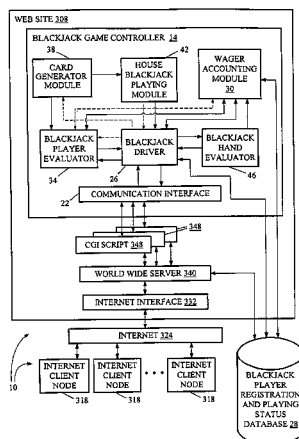 WEB SITE 308
BLACKJACK GAME CONTROLLER 14
38
42
CARD
GENERATOR
MODULE
HOUSE
BLACKJACK
PLAYING MODULE
WAGER
ACCOUNTING
MODULE
30
BLACKJACK
PLAYER
EVALUATOR
BLACKJACK
DRIVER
BLACKJACK
HAND EVALUATOR
34
26
46
COMMUNICATION INTERFACE
22
348
CGI SCRIPT 348
WORLD WIDE SERVER 340
INTERNET INTERFACE 332
10
INTERNET 324
INTERNET
CLIENT
NODE
INTERNET
CLIENT
NODE
INTERNET
CLIENT
NODE
318
318
318
BLACKJACK
PLAYER
REGISTRATION
AND PLAYING
STATUS
DATABASE 28